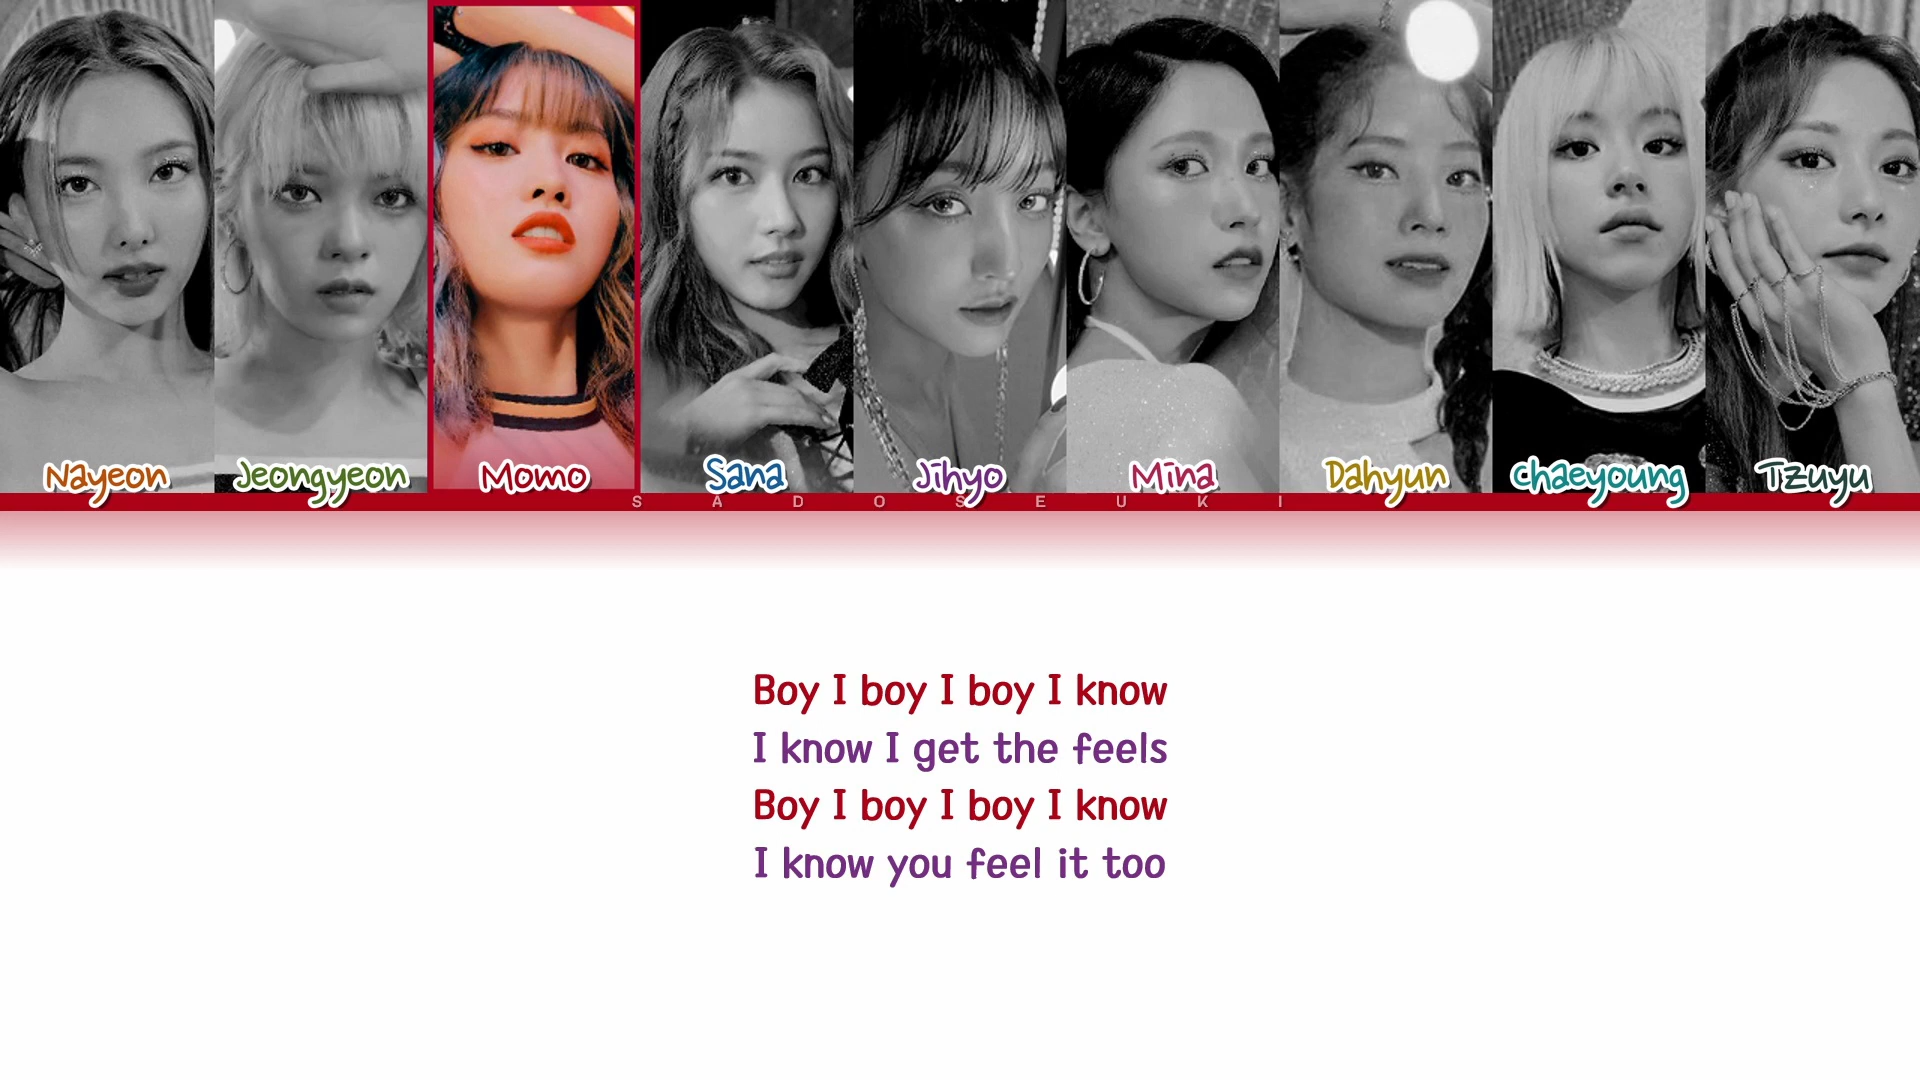 Nayeon Jeongyeon Momo Sana Jihyo Mina Dahyun Chaeyoung Tzuyu
S A D O S E U K I
Boy I boy I boy I know
I know I get the feels
Boy I boy I boy I know
I know you feel it too